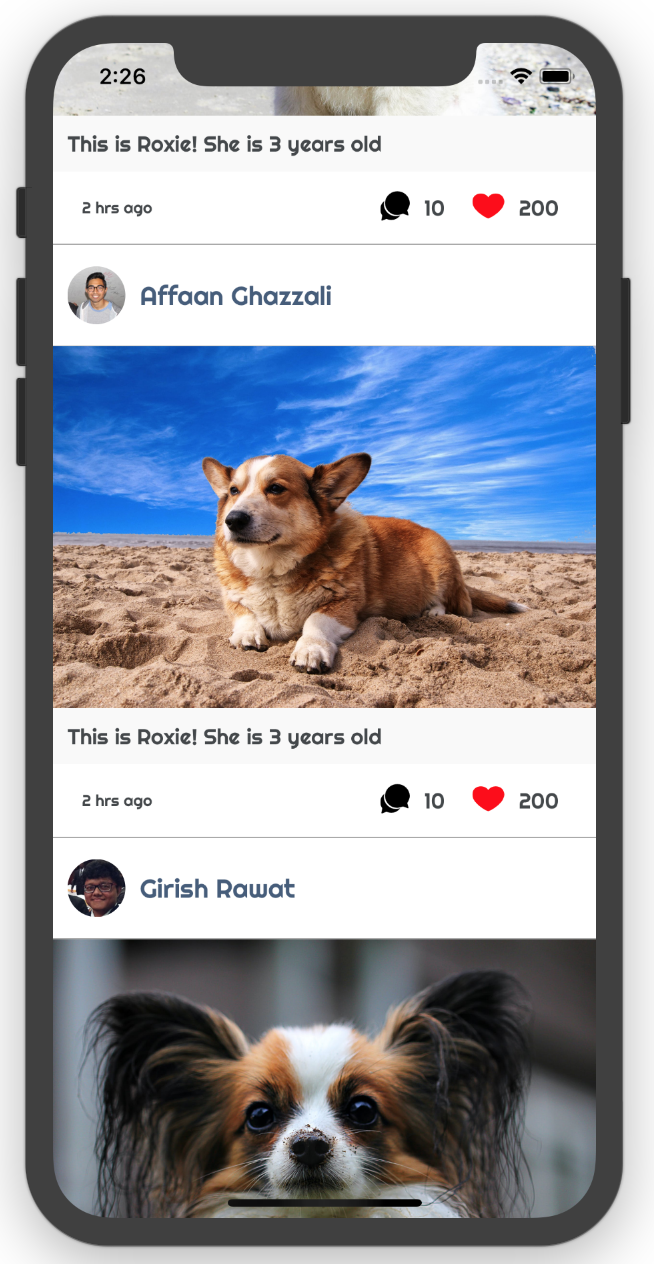 2:26
This is Roxie! She is 3 years old
2 hrs ago 10 200
Affaan Ghazzali
This is Roxie! She is 3 years old
2 hrs ago 10 200
Girish Rawat